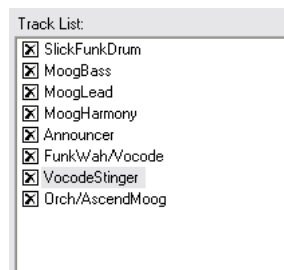 Track List:
SlickFunkDrum
MoogBass
MoogLead
MoogHarmony
Announcer
FunkWah/Vocode
VocodeStinger
Orch/AscendMoog